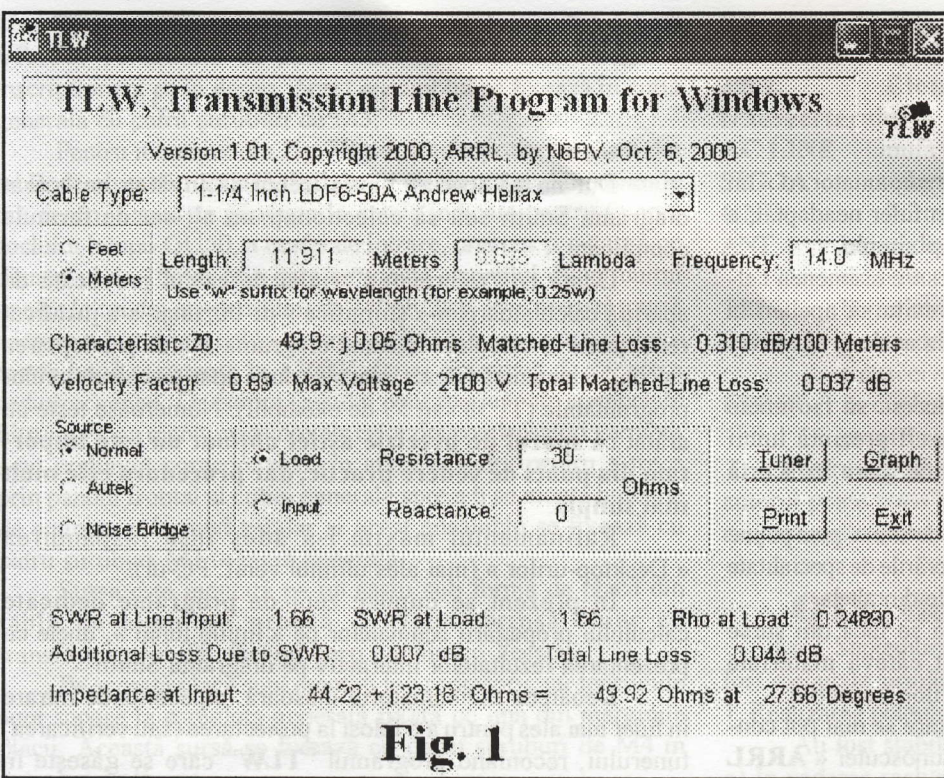 TLW
TLW, Transmission Line Program for Windows
TLW
Version 1.01, Copyright 2000, ARRL, by N6BV, Oct. 6, 2000
Cable Type: 1-1/4 Inch LDF6-50A Andrew Heliax
Feet
Meters
Length: 11.911 Meters 0.635 Lambda Frequency: 14.0 MHz
Use "w" suffix for wavelength (for example, 0.25w)
Characteristic Z0: 49.9 - j 0.05 Ohms Matched-Line Loss: 0.310 dB/100 Meters
Velocity Factor: 0.89 Max Voltage 2100 V Total Matched-Line Loss: 0.037 dB
Source
Normal
Autek
Noise Bridge
Load Resistance: 30
Ohms
Input Reactance: 0
Tuner Graph
Print Exit
SWR at Line Input: 1.66 SWR at Load: 1.66 Rho at Load: 0.24890
Additional Loss Due to SWR: 0.007 dB Total Line Loss: 0.044 dB
Impedance at Input: 44.22 + j 23.18 Ohms = 49.92 Ohms at 27.66 Degrees
Fig. 1